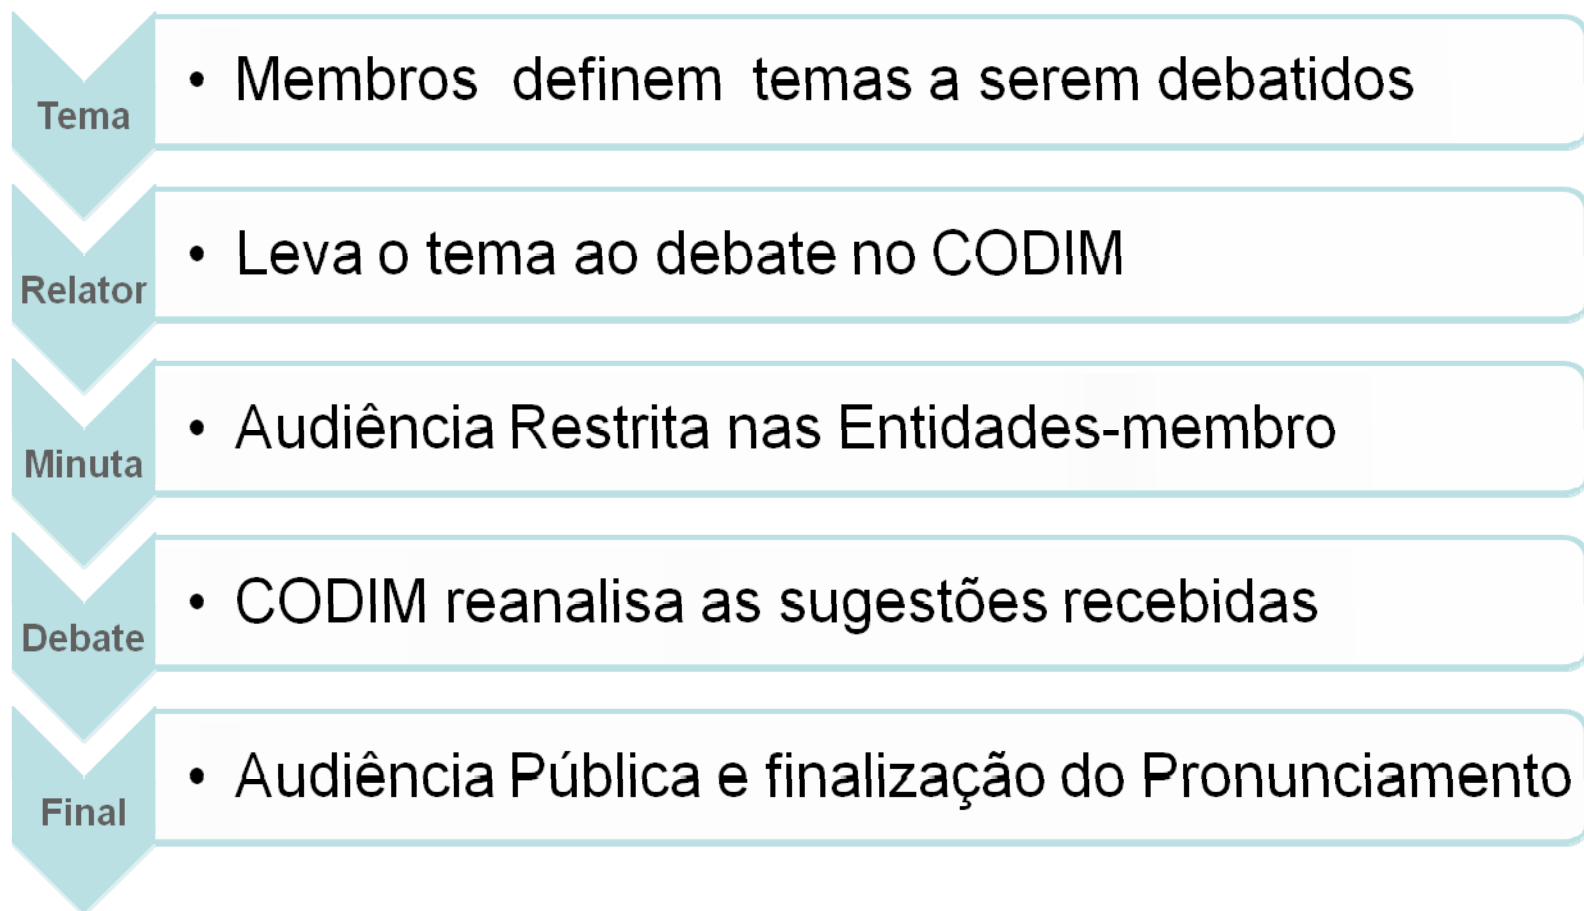 Tema
• Membros definem temas a serem debatidos
Relator
• Leva o tema ao debate no CODIM
Minuta
• Audiência Restrita nas Entidades-membro
Debate
• CODIM reanalisa as sugestões recebidas
Final
• Audiência Pública e finalização do Pronunciamento